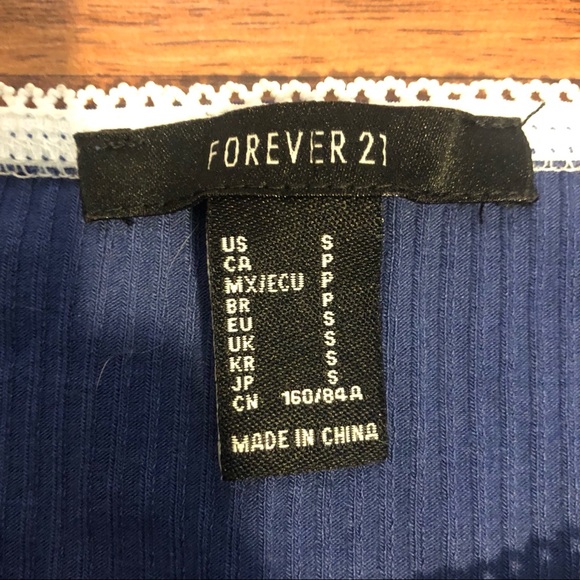 FOREVER 21
US S
CA P
MX/ECU P
BR P
EU S
UK S
KR S
JP S
CN 160/84A
MADE IN CHINA